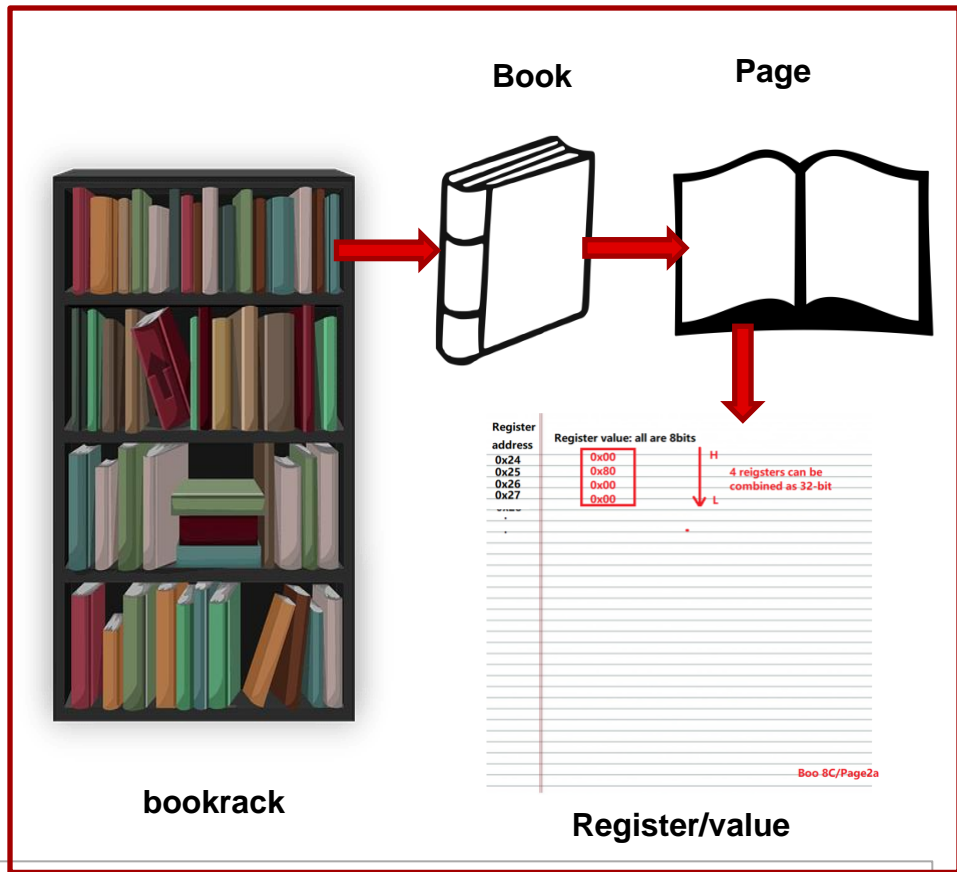 Book
Page
Register
address
Register value: all are 8bits
0x24
0x00
H
0x25
0x80
4 reigsters can be
0x26
0x00
combined as 32-bit
0x27
0x00
L
Boo 8C/Page2a
bookrack
Register/value